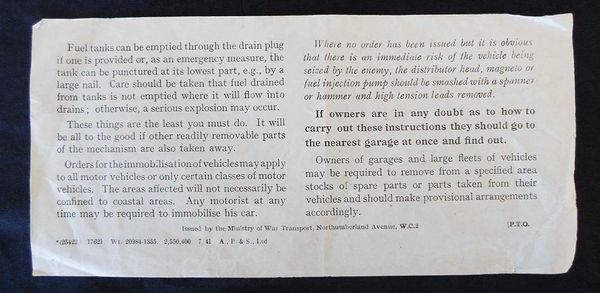 Fuel tanks can be emptied through the drain plug
if one is provided or, as an emergency measure, the
tank can be punctured at its lowest part, e.g., by a
large nail. Care should be taken that fuel drained
from tanks is not emptied where it will flow into
drains; otherwise, a serious explosion may occur.
These things are the least you must do. It will
be all to the good if other readily removable parts
of the mechanism are also taken away.
Orders for the immobilisation of vehicles may apply
to all motor vehicles or only certain classes of motor
vehicles. The areas affected will not necessarily be
confined to coastal areas. Any motorist at any
time may be required to immobilise his car.
Where no order has been issued but it is obvious
that there is an immediate risk of the vehicle being
seized by the enemy, the distributor head, magneto or
fuel injection pump should be smashed with a spanner
or hammer and high tension leads removed.
If owners are in any doubt as to how to
carry out these instructions they should go to
the nearest garage at once and find out.
Owners of garages and large fleets of vehicles
may be required to remove from a specified area
stocks of spare parts or parts taken from their
vehicles and should make provisional arrangements
accordingly.
Issued by the Ministry of War Transport, Northumberland Avenue, W.C.2
[P.T.O.
17621 Wt. 20984-1355 2,550,400 7/41 A., P. & S., Ltd